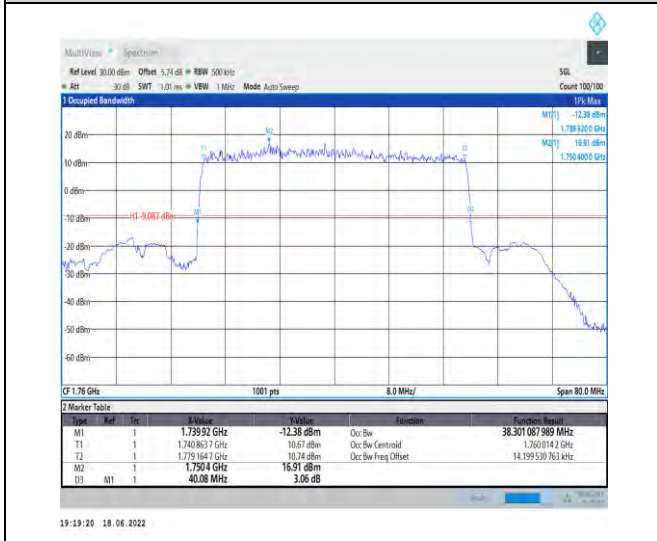 MultiView Spectrum
Ref Level 30.00 dBm Offset 5.74 dB RBW 500 kHz SGL
Att 30 dB SWT 1.01 ms VBW 1 MHz Mode Auto Sweep Count 100/100
1 Occupied Bandwidth 1Pk Max
M1[1] -12.38 dBm
1.739 920 0 GHz
M2[1] 16.91 dBm
1.750 400 0 GHz
20 dBm
M2
T1
T2
10 dBm
0 dBm
M1
D3
-10 dBm
H1 -9.087 dBm
-20 dBm
-30 dBm
-40 dBm
-50 dBm
-60 dBm
CF 1.76 GHz 1001 pts 8.0 MHz/ Span 80.0 MHz
2 Marker Table
Type Ref Trc X-Value Y-Value Function Function Result
M1 1 1.739 92 GHz -12.38 dBm Occ Bw 38.301 087 989 MHz
T1 1 1.740 863 7 GHz 10.67 dBm Occ Bw Centroid 1.760 014 2 GHz
T2 1 1.779 164 7 GHz 10.74 dBm Occ Bw Freq Offset 14.199 530 763 kHz
M2 1 1.750 4 GHz 16.91 dBm
D3 M1 1 40.08 MHz 3.06 dB
19:19:20 18.06.2022